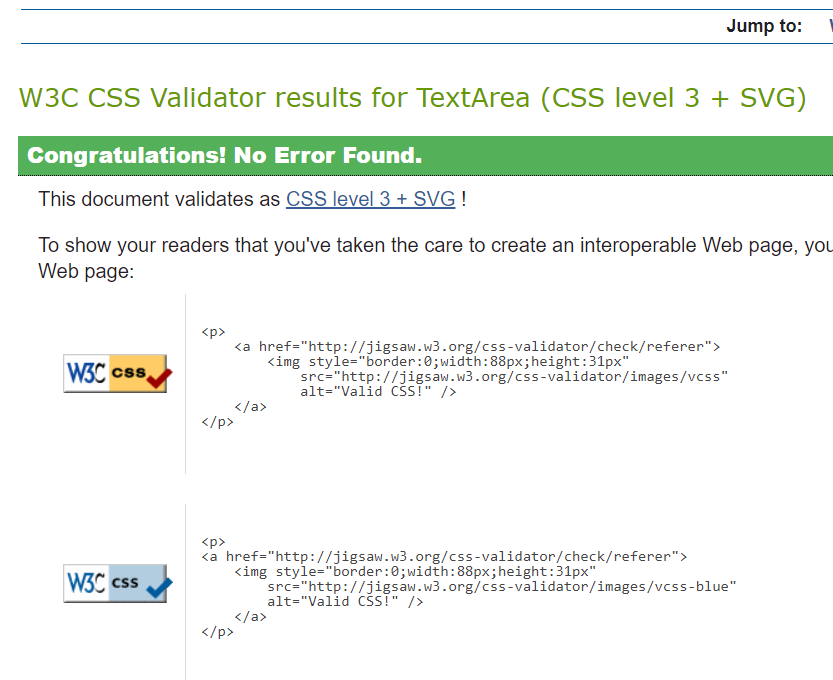 Jump to:
W3C CSS Validator results for TextArea (CSS level 3 + SVG)
Congratulations! No Error Found.
This document validates as CSS level 3 + SVG !
To show your readers that you've taken the care to create an interoperable Web page, you
Web page:
<p>
<a href="http://jigsaw.w3.org/css-validator/check/referer">
<img style="border:0;width:88px;height:31px"
src="http://jigsaw.w3.org/css-validator/images/vcss"
alt="Valid CSS!" />
</a>
</p>
W3C css
<p>
<a href="http://jigsaw.w3.org/css-validator/check/referer">
<img style="border:0;width:88px;height:31px"
src="http://jigsaw.w3.org/css-validator/images/vcss-blue"
alt="Valid CSS!" />
</a>
</p>
W3C css